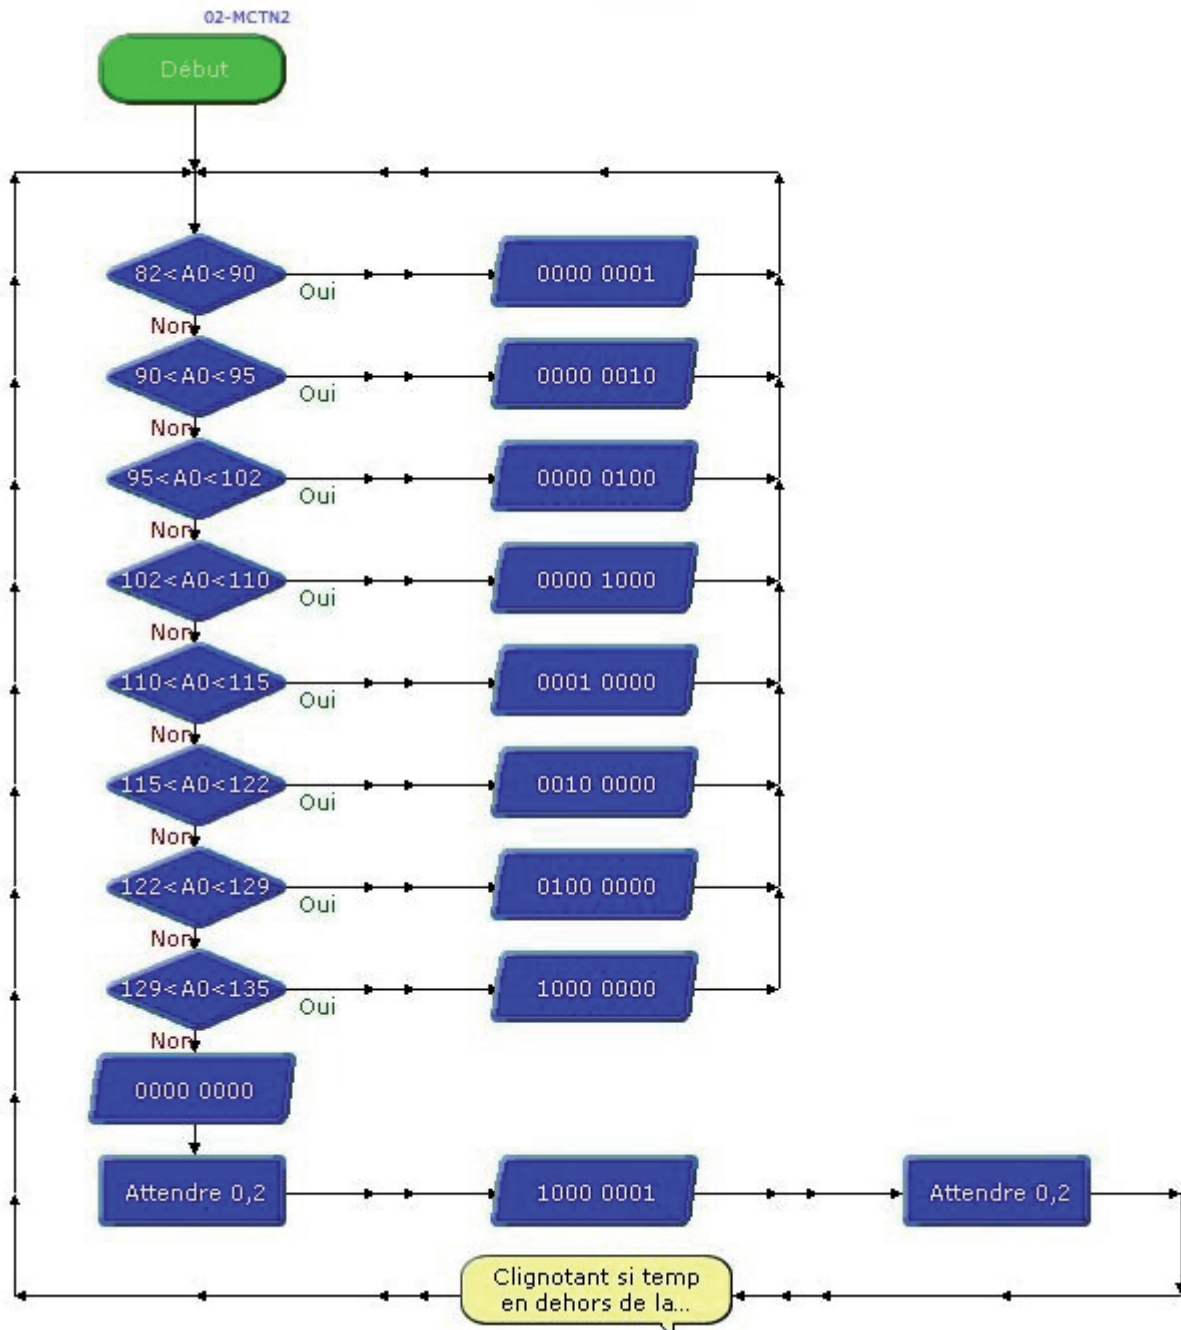 02-MCTN2
Début
82<A0<90
Oui
0000 0001
Non
90<A0<95
Oui
0000 0010
Non
95<A0<102
Oui
0000 0100
Non
102<A0<110
Oui
0000 1000
Non
110<A0<115
Oui
0001 0000
Non
115<A0<122
Oui
0010 0000
Non
122<A0<129
Oui
0100 0000
Non
129<A0<135
Oui
1000 0000
Non
0000 0000
Attendre 0,2
1000 0001
Attendre 0,2
Clignotant si temp
en dehors de la...